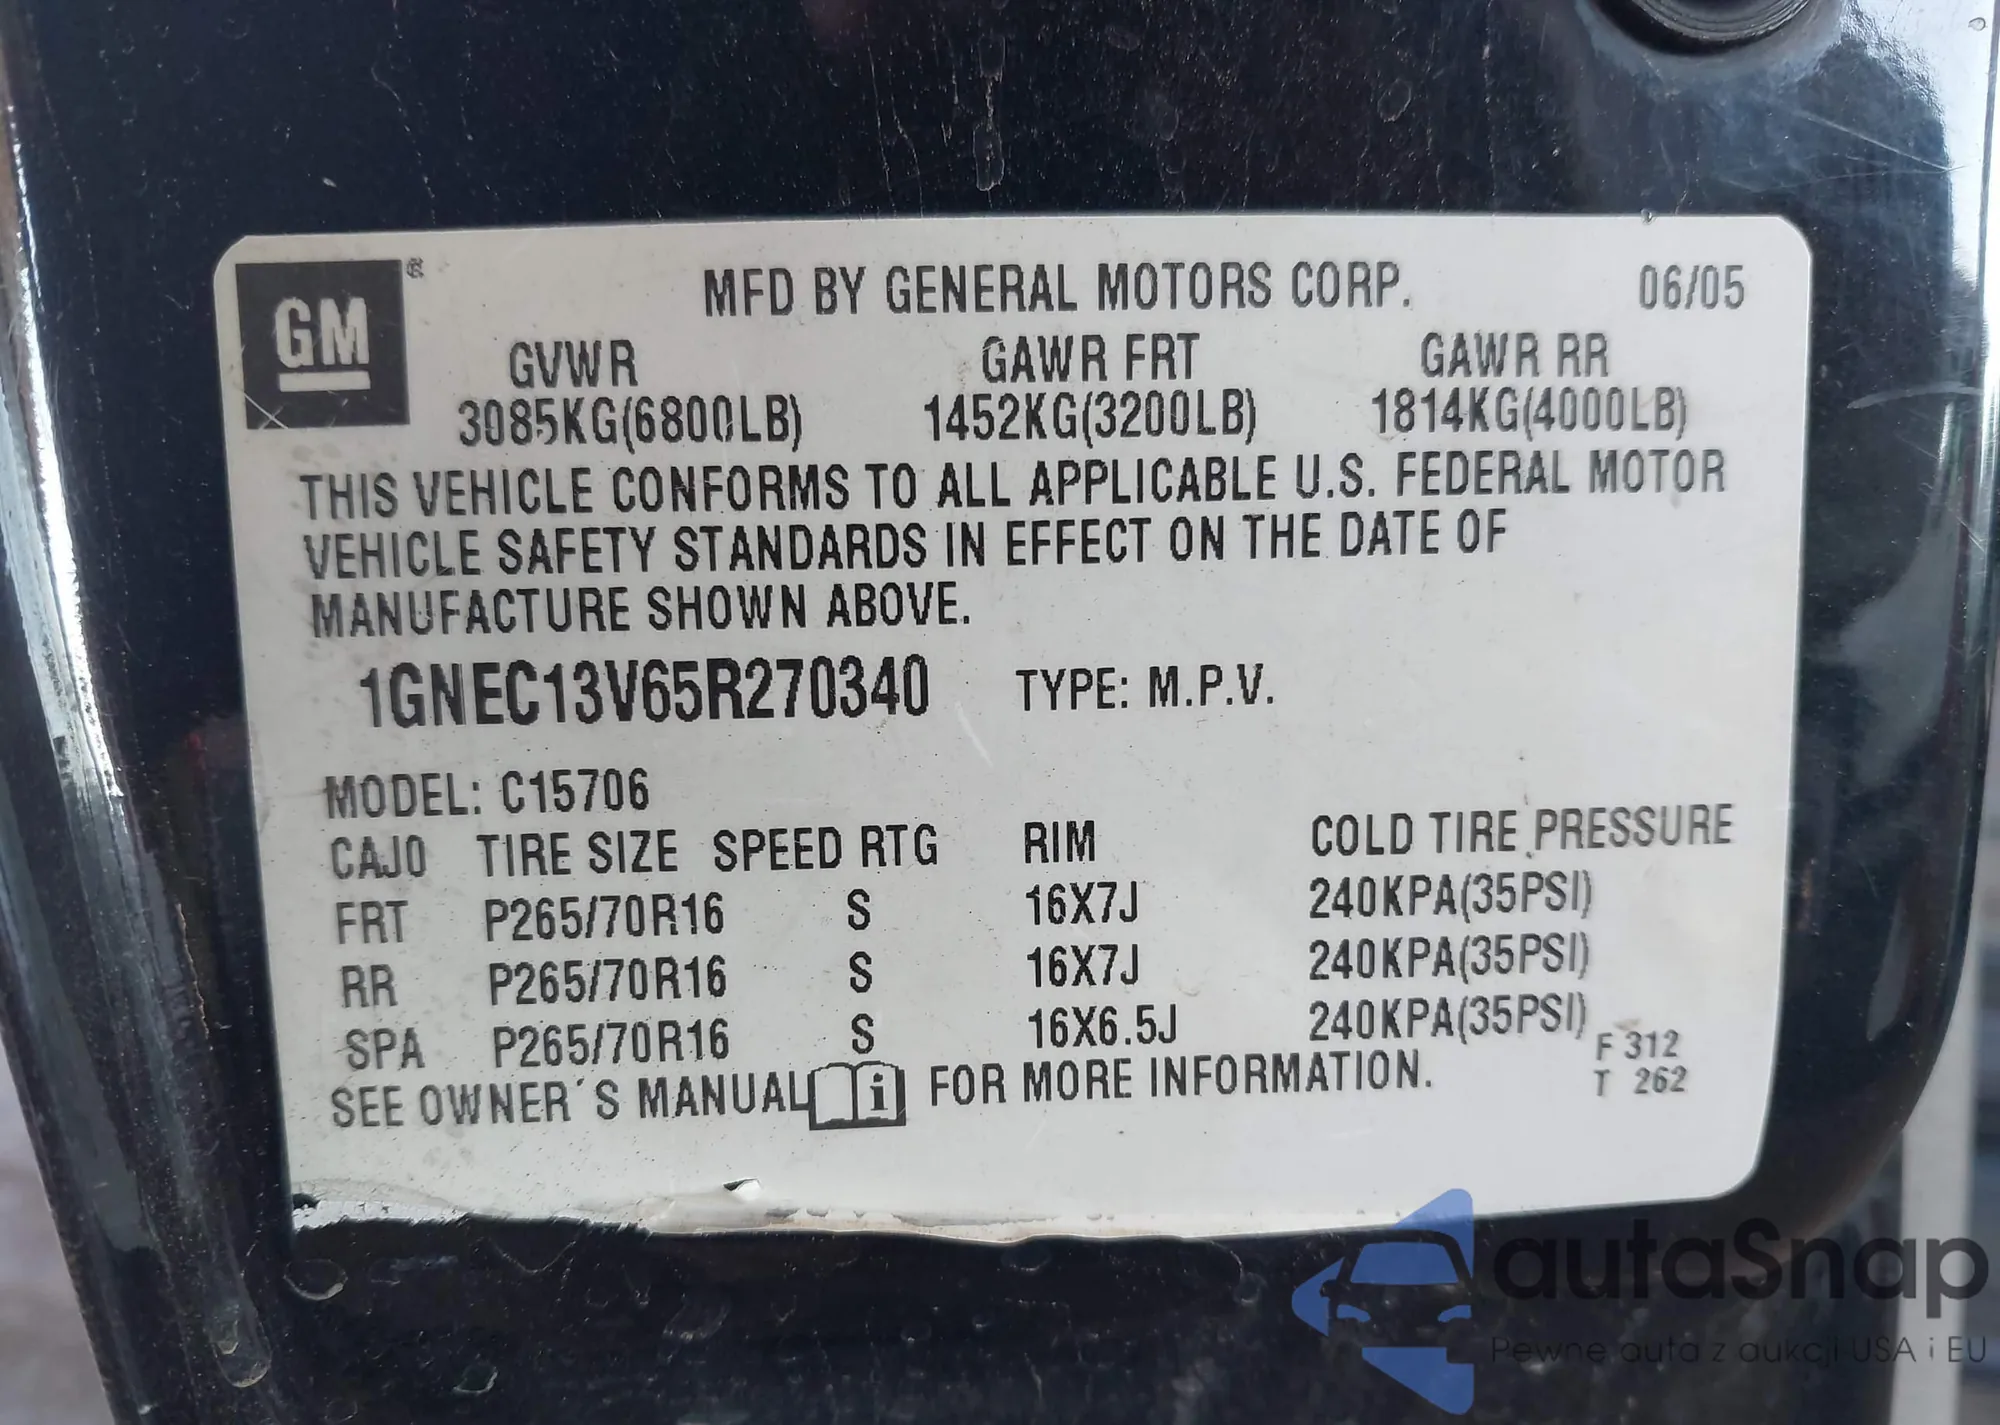 GM ®
MFD BY GENERAL MOTORS CORP. 06/05
GVWR GAWR FRT GAWR RR
3085KG(6800LB) 1452KG(3200LB) 1814KG(4000LB)
THIS VEHICLE CONFORMS TO ALL APPLICABLE U.S. FEDERAL MOTOR
VEHICLE SAFETY STANDARDS IN EFFECT ON THE DATE OF
MANUFACTURE SHOWN ABOVE.
1GNEC13V65R270340 TYPE: M.P.V.
MODEL: C15706
CAJO TIRE SIZE SPEED RTG RIM COLD TIRE PRESSURE
FRT P265/70R16 S 16X7J 240KPA(35PSI)
RR P265/70R16 S 16X7J 240KPA(35PSI)
SPA P265/70R16 S 16X6.5J 240KPA(35PSI)
F 312
T 262
SEE OWNER´S MANUAL i FOR MORE INFORMATION.
autaSnap
Pewne auta z aukcji USA i EU